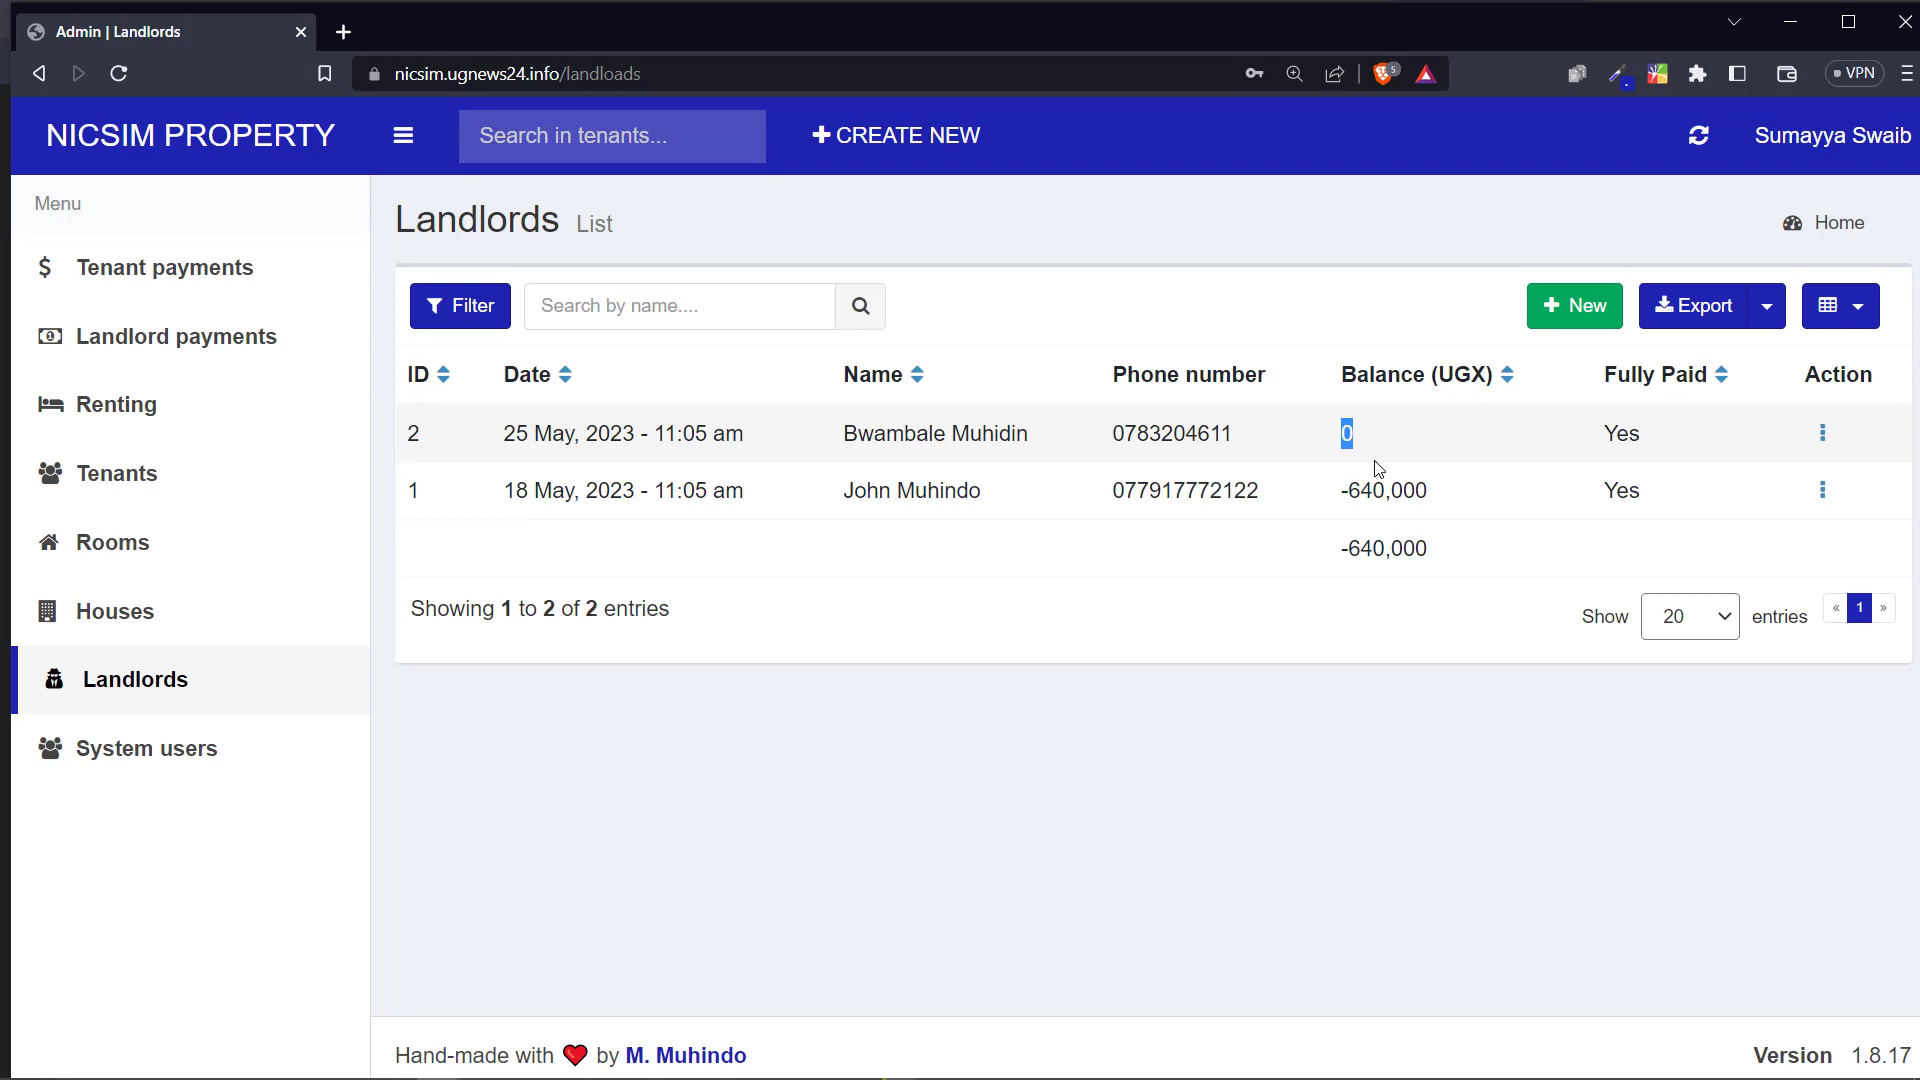 Admin | Landlords
nicsim.ugnews24.info/landloads
5
VPN
NICSIM PROPERTY
Search in tenants...
CREATE NEW
Sumayya Swaib
Menu
Tenant payments
Landlord payments
Renting
Tenants
Rooms
Houses
Landlords
System users
Landlords List
Home
Filter
Search by name....
New
Export
ID Date Name Phone number Balance (UGX) Fully Paid Action
2 25 May, 2023 - 11:05 am Bwambale Muhidin 0783204611 0 Yes
1 18 May, 2023 - 11:05 am John Muhindo 077917772122 -640,000 Yes
-640,000
Showing 1 to 2 of 2 entries
Show 20 entries « 1 »
Hand-made with ❤ by M. Muhindo
Version 1.8.17